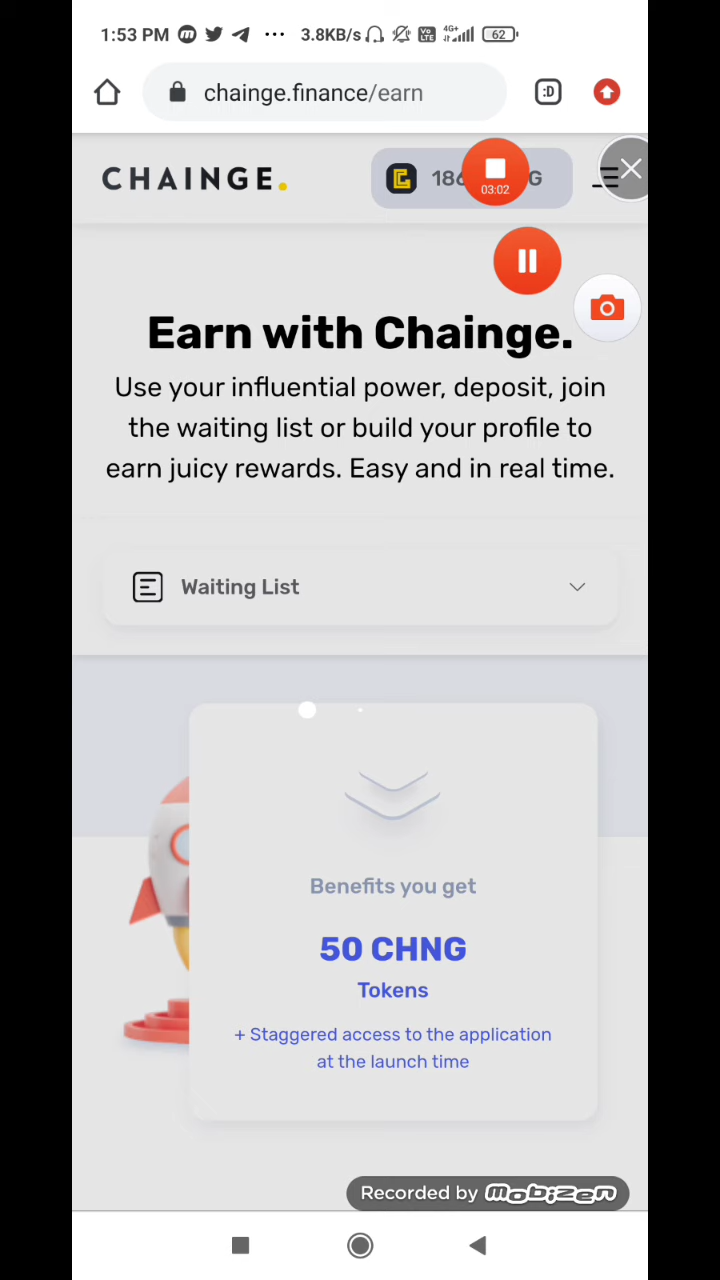 1:53 PM ... 3.8KB/s Vo LTE 4G+ 62
chainge.finance/earn :D
CHAINGE. 03:02
Earn with Chainge.
Use your influential power, deposit, join
the waiting list or build your profile to
earn juicy rewards. Easy and in real time.
Waiting List
Benefits you get
50 CHNG
Tokens
+ Staggered access to the application
at the launch time
Recorded by mobizen